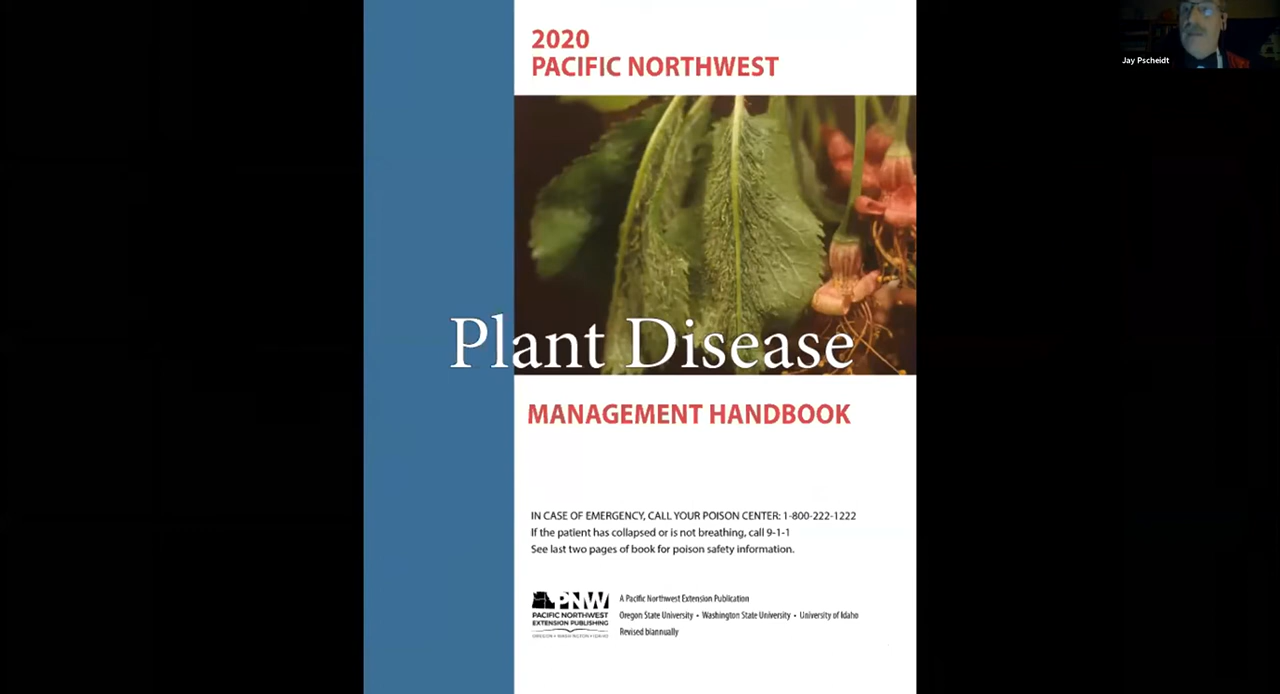 2020
PACIFIC NORTHWEST
Jay Pscheidt
Plant Disease
MANAGEMENT HANDBOOK
IN CASE OF EMERGENCY, CALL YOUR POISON CENTER: 1-800-222-1222
If the patient has collapsed or is not breathing, call 9-1-1
See last two pages of book for poison safety information.
PNW
PACIFIC NORTHWEST
EXTENSION PUBLISHING
OREGON • WASHINGTON • IDAHO
A Pacific Northwest Extension Publication
Oregon State University • Washington State University • University of Idaho
Revised biannually